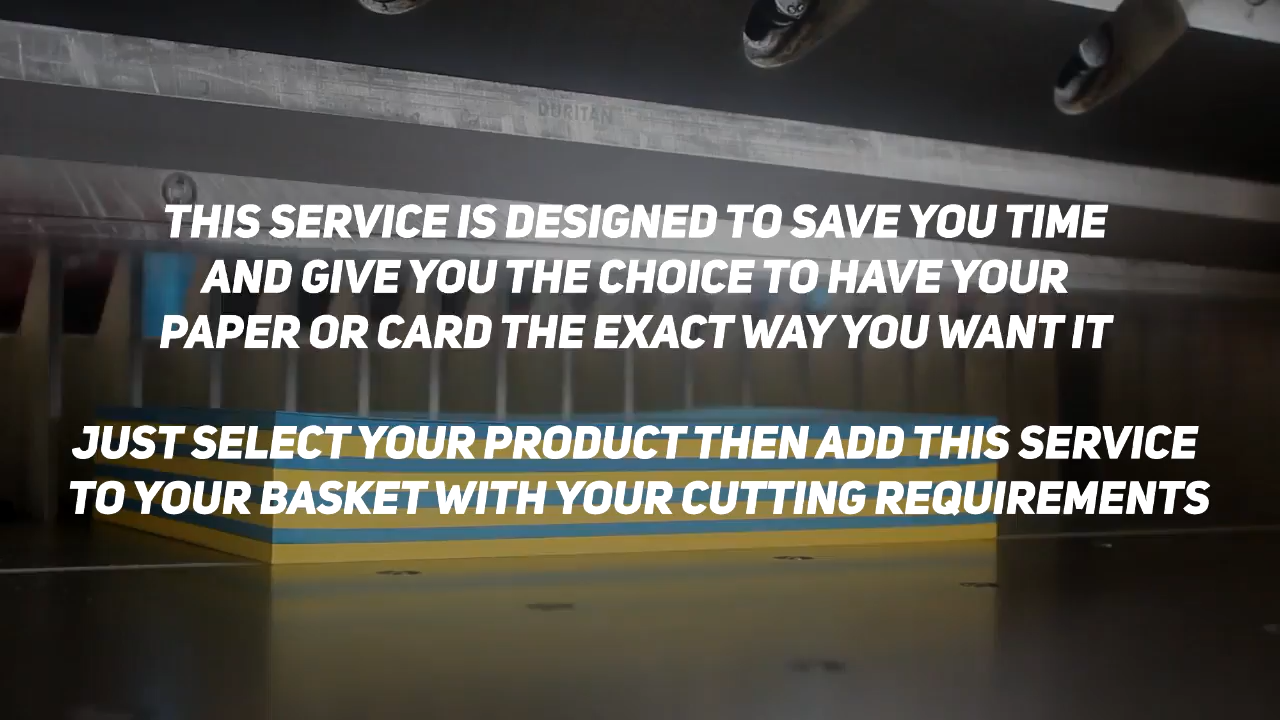 DURITAN
THIS SERVICE IS DESIGNED TO SAVE YOU TIME
AND GIVE YOU THE CHOICE TO HAVE YOUR
PAPER OR CARD THE EXACT WAY YOU WANT IT
JUST SELECT YOUR PRODUCT THEN ADD THIS SERVICE
TO YOUR BASKET WITH YOUR CUTTING REQUIREMENTS